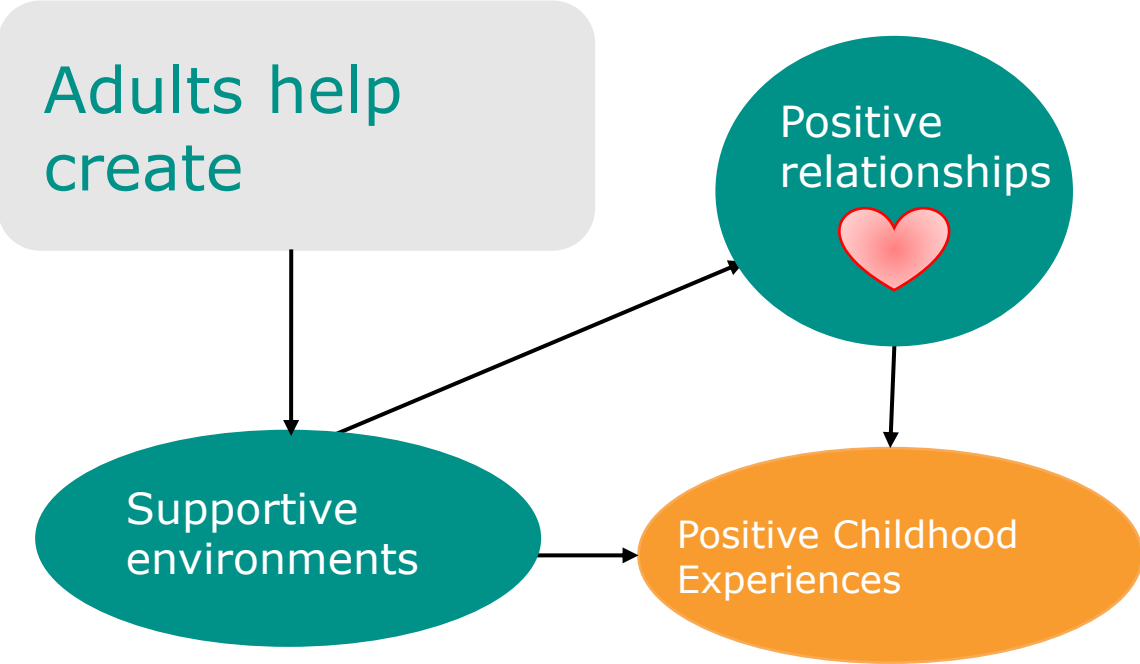 Adults help
create
Positive
relationships
Supportive
environments
Positive Childhood
Experiences